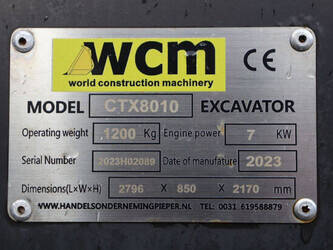 wcm
world construction machinery
CE
MODEL CTX8010 EXCAVATOR
Operating weight .1200 Kg Engine power 7 KW
Serial Number 2023H02089 Date of manufature 2023
Dimensions(L×W×H) 2796 X 850 X 2170 mm
WWW.HANDELSONDERNEMINGPIEPER.NL TEL: 0031 619588879